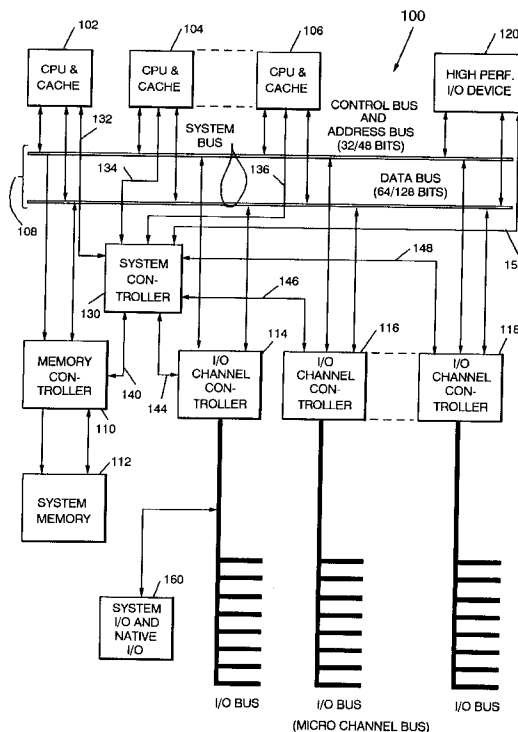 100
102
104
106
120
CPU &
CACHE
CPU &
CACHE
CPU &
CACHE
HIGH PERF.
I/O DEVICE
132
SYSTEM
BUS
CONTROL BUS
AND
ADDRESS BUS
(32/48 BITS)
134
136
DATA BUS
(64/128 BITS)
108
15
148
146
SYSTEM
CON-
TROLLER
130
114
116
118
MEMORY
CON-
TROLLER
140
144
110
I/O
CHANNEL
CON-
TROLLER
I/O
CHANNEL
CON-
TROLLER
I/O
CHANNEL
CON-
TROLLER
112
SYSTEM
MEMORY
160
SYSTEM
I/O AND
NATIVE
I/O
I/O BUS
I/O BUS
I/O BUS
(MICRO CHANNEL BUS)